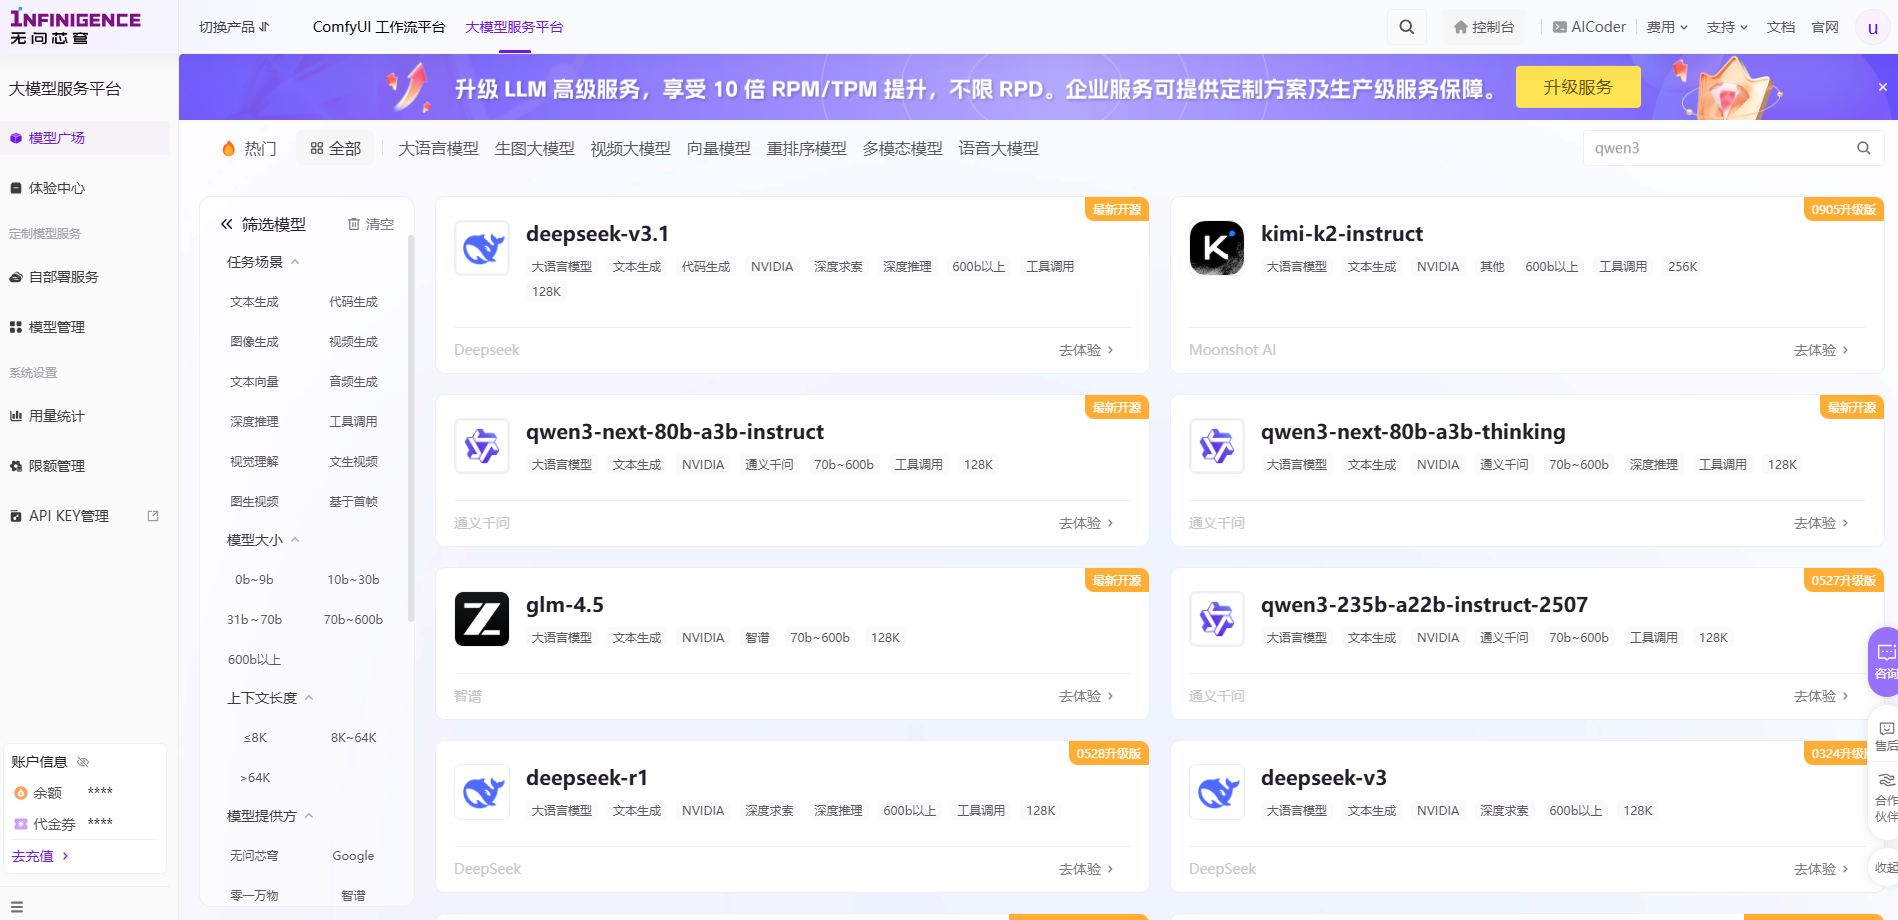 INFINIGENCE
无问芯穹
切换产品
ComfyUI 工作流平台
大模型服务平台
控制台
AICoder
费用
支持
文档
官网
u
大模型服务平台
模型广场
体验中心
定制模型服务
自部署服务
模型管理
系统设置
用量统计
限额管理
API KEY管理
账户信息
余额 ****
代金券 ****
去充值
升级 LLM 高级服务，享受 10 倍 RPM/TPM 提升，不限 RPD。企业服务可提供定制方案及生产级服务保障。
升级服务
热门
全部
大语言模型
生图大模型
视频大模型
向量模型
重排序模型
多模态模型
语音大模型
qwen3
筛选模型
清空
任务场景
文本生成 代码生成
图像生成 视频生成
文本向量 音频生成
深度推理 工具调用
视觉理解 文生视频
图生视频 基于首帧
模型大小
0b~9b 10b~30b
31b~70b 70b~600b
600b以上
上下文长度
≤8K 8K~64K
>64K
模型提供方
无问芯穹 Google
零一万物 智谱
最新开源
deepseek-v3.1
大语言模型 文本生成 代码生成 NVIDIA 深度求索 深度推理 600b以上 工具调用
128K
Deepseek
去体验
0905升级版
kimi-k2-instruct
大语言模型 文本生成 NVIDIA 其他 600b以上 工具调用 256K
Moonshot AI
去体验
最新开源
qwen3-next-80b-a3b-instruct
大语言模型 文本生成 NVIDIA 通义千问 70b~600b 工具调用 128K
通义千问
去体验
最新开源
qwen3-next-80b-a3b-thinking
大语言模型 文本生成 NVIDIA 通义千问 70b~600b 深度推理 工具调用 128K
通义千问
去体验
最新开源
glm-4.5
大语言模型 文本生成 NVIDIA 智谱 70b~600b 128K
智谱
去体验
0527升级版
qwen3-235b-a22b-instruct-2507
大语言模型 文本生成 NVIDIA 通义千问 70b~600b 工具调用 128K
通义千问
去体验
0528升级版
deepseek-r1
大语言模型 文本生成 NVIDIA 深度求索 深度推理 600b以上 工具调用 128K
DeepSeek
去体验
0324升级版
deepseek-v3
大语言模型 文本生成 NVIDIA 深度求索 600b以上 128K
DeepSeek
去体验
咨询
售后
合作
伙伴
收起